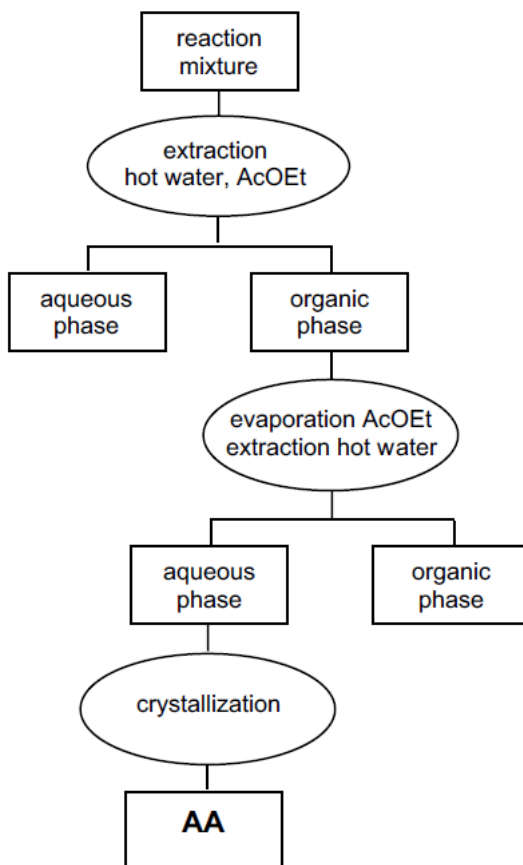 reaction
mixture
extraction
hot water, AcOEt
aqueous
phase
organic
phase
evaporation AcOEt
extraction hot water
aqueous
phase
organic
phase
crystallization
AA